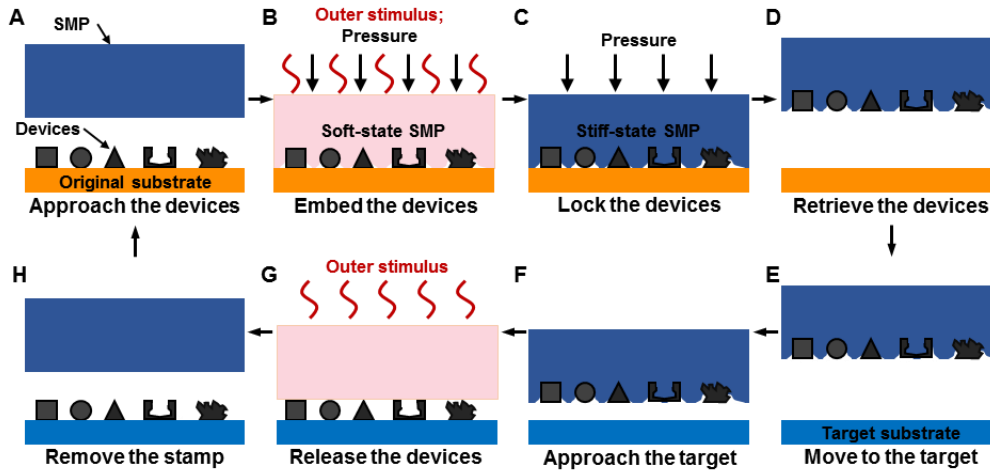 A
SMP
Devices
Original substrate
Approach the devices
B
Outer stimulus;
Pressure
Soft-state SMP
Embed the devices
C
Pressure
Stiff-state SMP
Lock the devices
D
Retrieve the devices
H
Remove the stamp
G
Outer stimulus
Release the devices
F
Approach the target
E
Target substrate
Move to the target